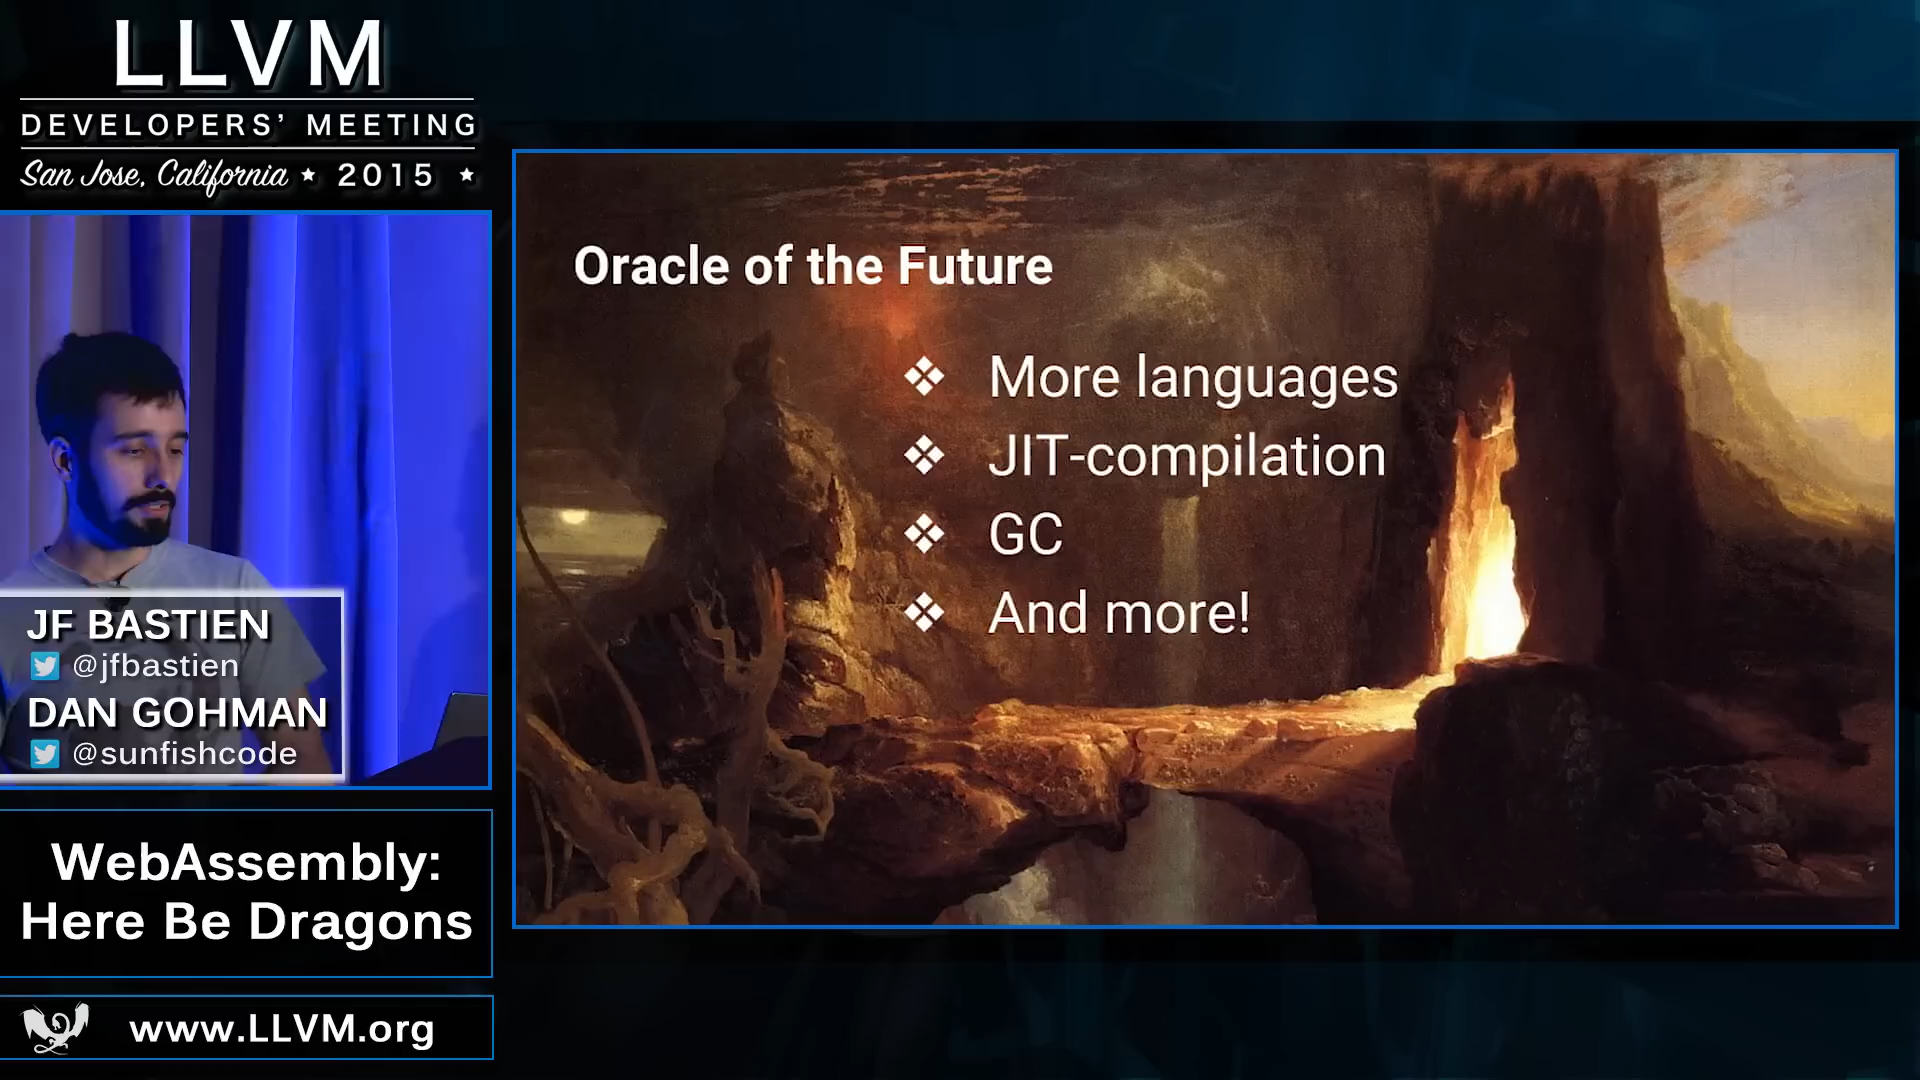 LLVM
DEVELOPERS' MEETING
San Jose, California ★ 2015 ★
Oracle of the Future
❖ More languages
❖ JIT-compilation
❖ GC
❖ And more!
JF BASTIEN
@jfbastien
DAN GOHMAN
@sunfishcode
WebAssembly:
Here Be Dragons
www.LLVM.org